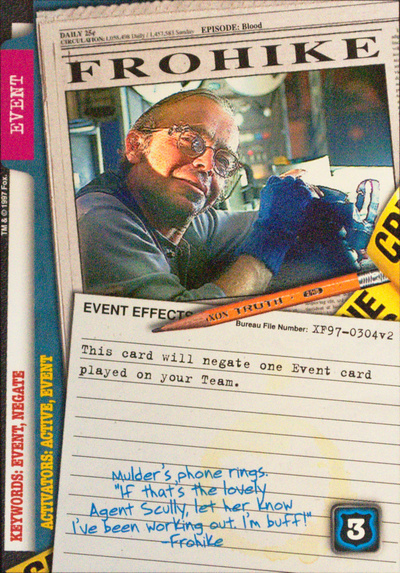 DAILY 25¢ EPISODE: Blood
CIRCULATION: 1,058,498 Daily / 1,457,583 Sunday
FROHIKE
EVENT
TM & © 1997 Fox.
KEYWORDS: EVENT, NEGATE
ACTIVATORS: ACTIVE, EVENT
TRUTH
EVENT EFFECTS
Bureau File Number: XF97-0304v2
This card will negate one Event card
played on your Team.
Mulder's phone rings.
"If that's the lovely
Agent Scully, let her know
I've been working out. I'm buff!"
-Frohike
3